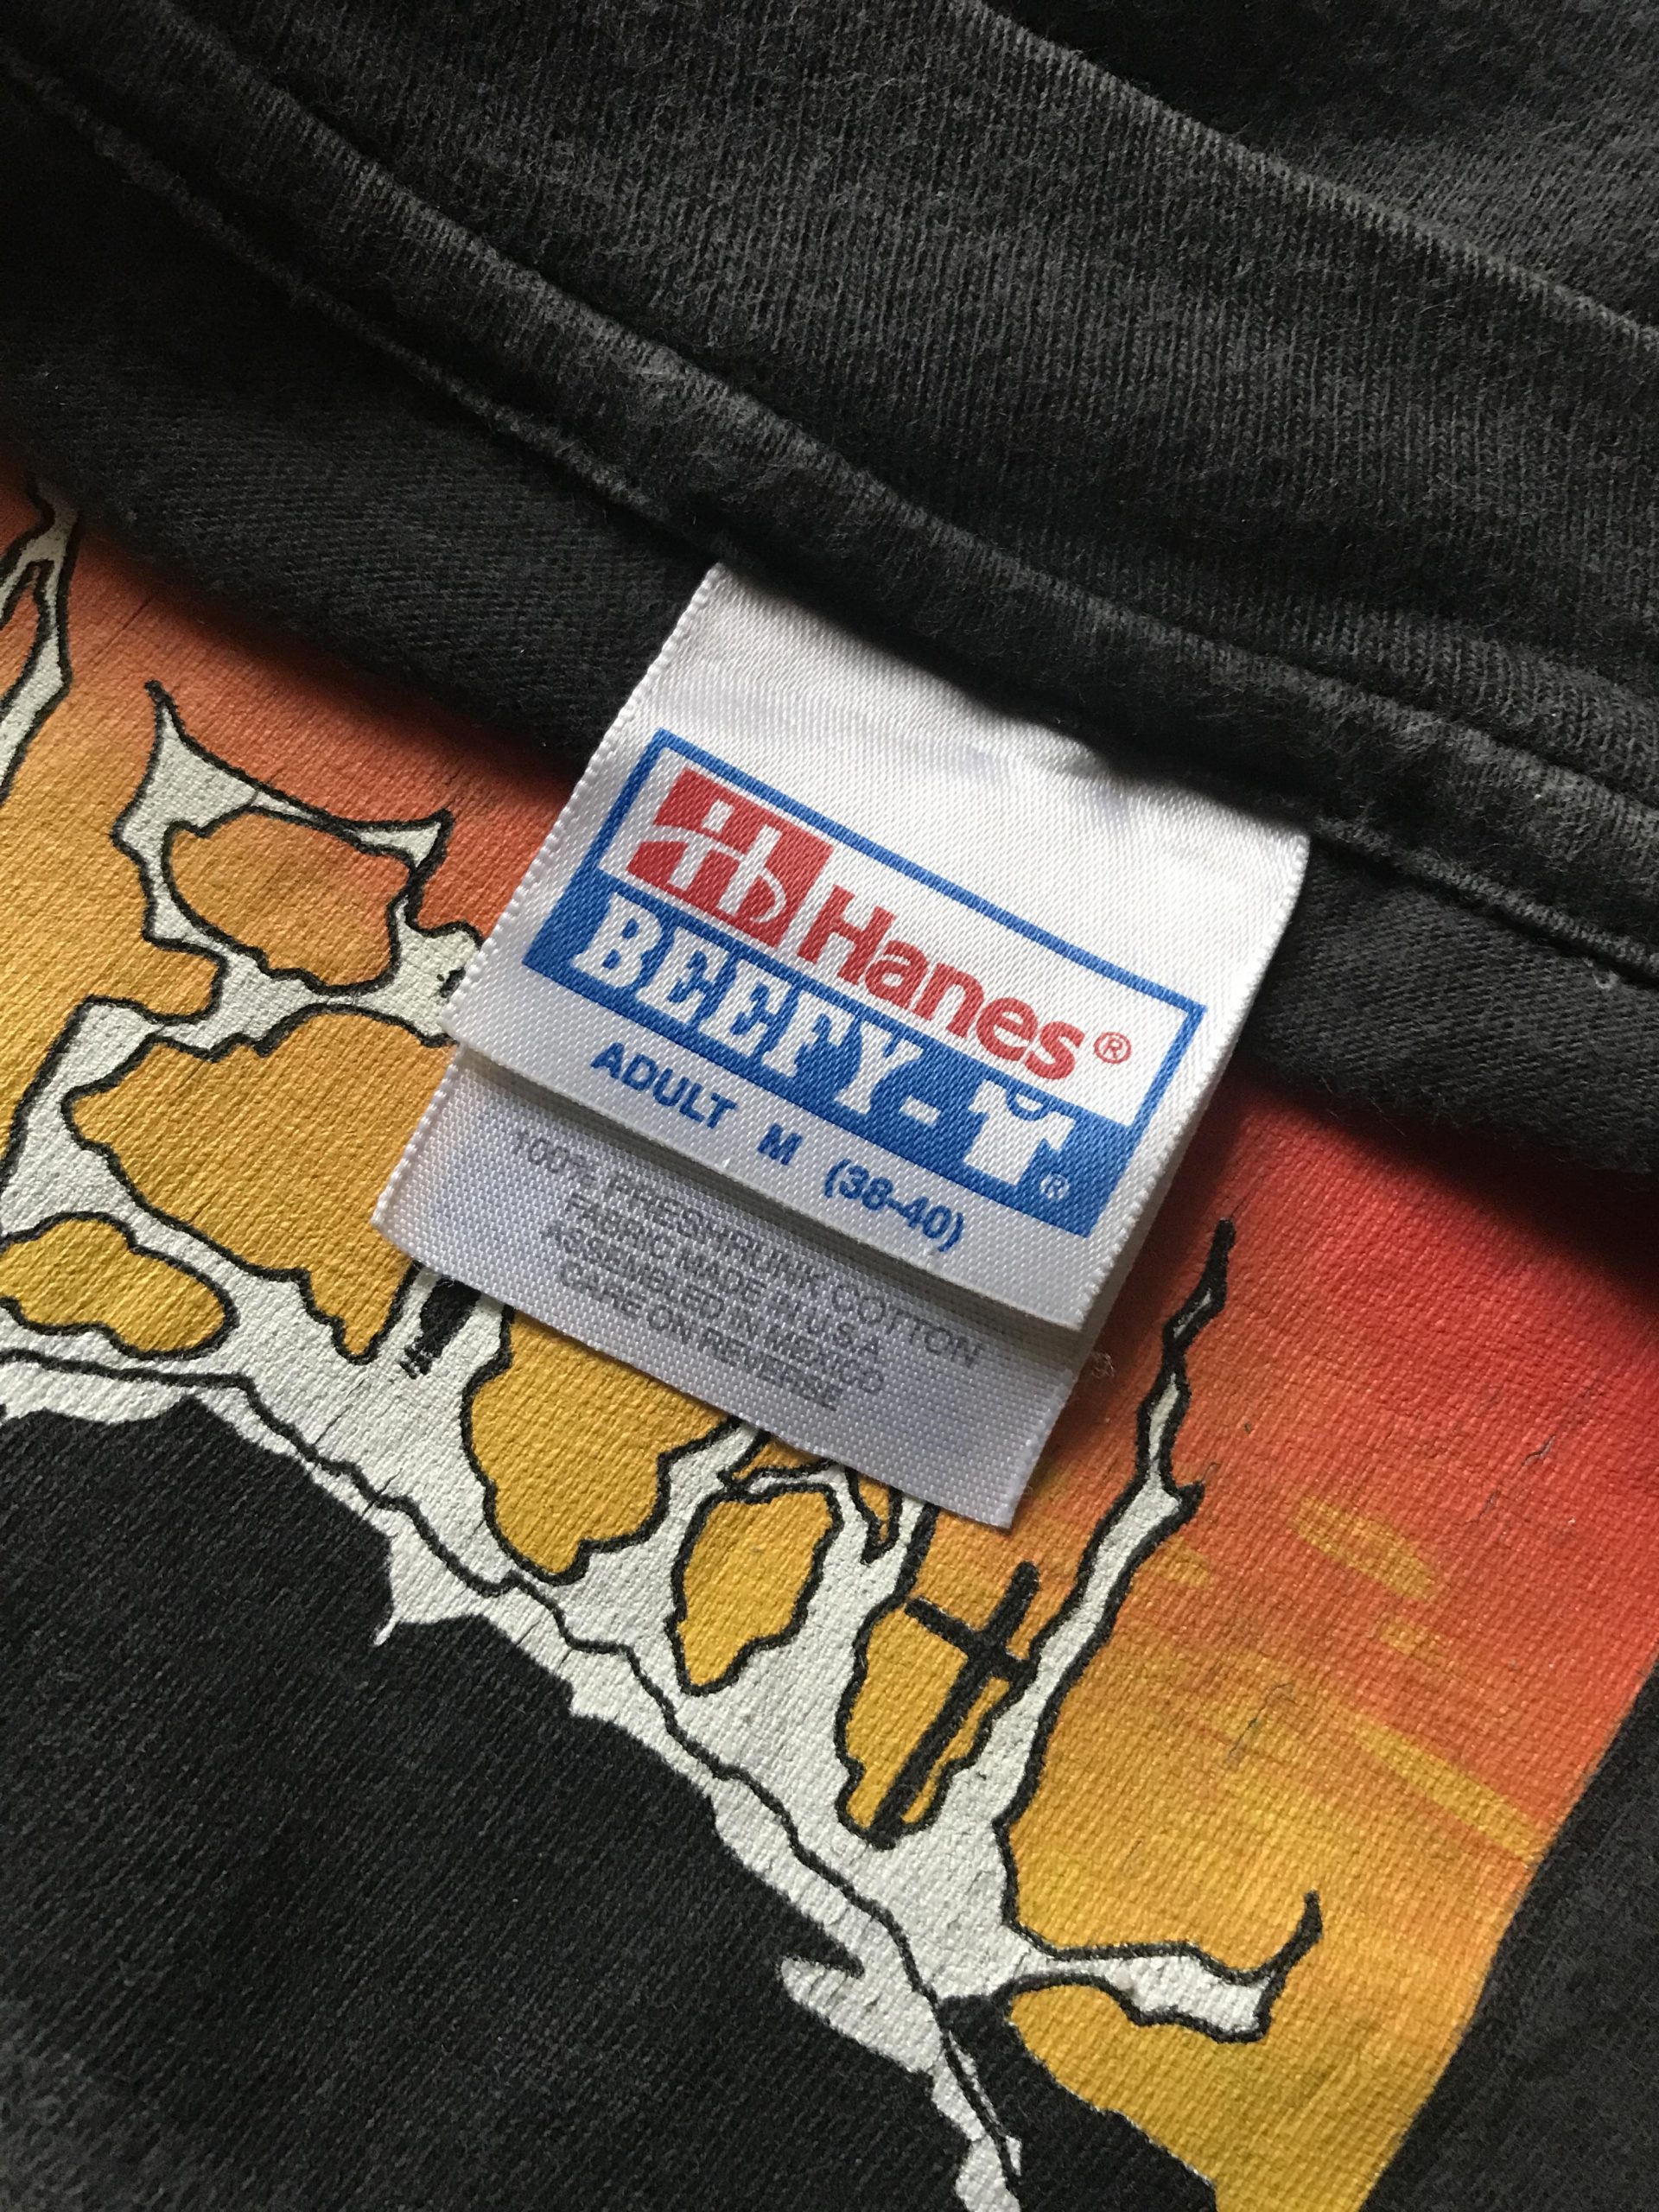 Hanes®
BEEFY-T®
ADULT M (38-40)
100% PRESHRUNK COTTON
FABRIC MADE IN U.S.A.
ASSEMBLED IN MEXICO
CARE ON REVERSE